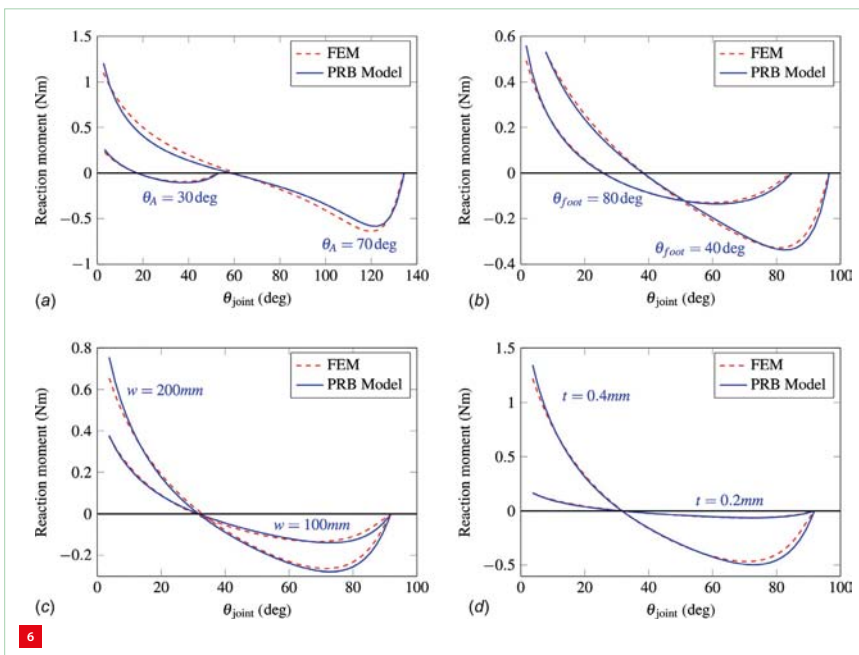 1.5
1
0.5
0
−0.5
−1
0 20 40 60 80 100 120 140
Reaction moment (Nm)
θjoint (deg)
FEM
PRB Model
θA = 30 deg
θA = 70 deg
(a)
0.6
0.4
0.2
0
−0.2
−0.4
0 20 40 60 80 100
Reaction moment (Nm)
θjoint (deg)
FEM
PRB Model
θfoot = 80 deg
θfoot = 40 deg
(b)
0.8
0.6
0.4
0.2
0
−0.2
0 20 40 60 80 100
Reaction moment (Nm)
θjoint (deg)
FEM
PRB Model
w = 200mm
w = 100mm
(c)
1.5
1
0.5
0
−0.5
0 20 40 60 80 100
Reaction moment (Nm)
θjoint (deg)
FEM
PRB Model
t = 0.4mm
t = 0.2mm
(d)
6